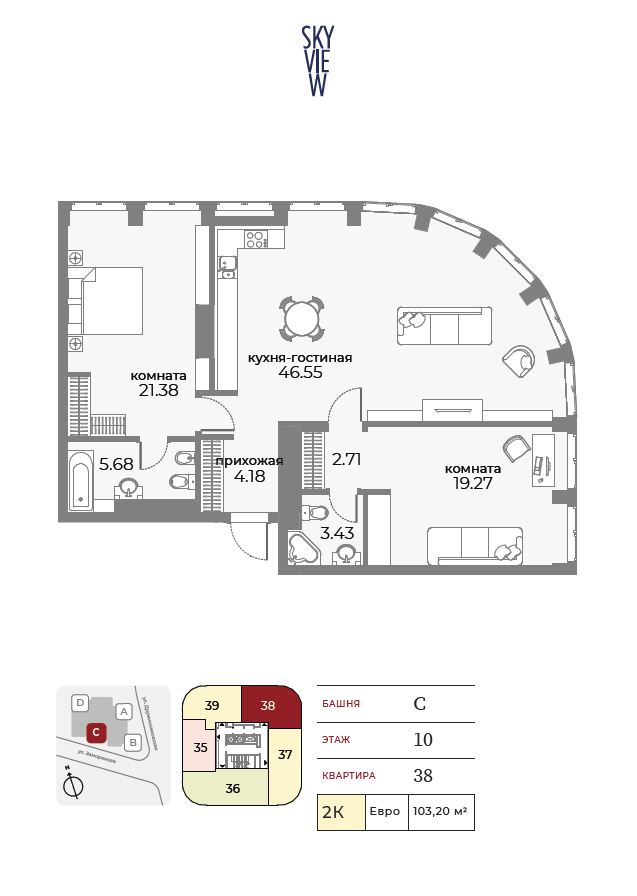 SKY
VIE
W
комната
21.38
кухня-гостиная
46.55
5.68
прихожая
4.18
2.71
комната
19.27
3.43
D
A
C
B
ул. Дружинниковская
ул. Заморенова
N
39
38
35
37
36
БАШНЯ C
ЭТАЖ 10
КВАРТИРА 38
2К Евро 103,20 м²